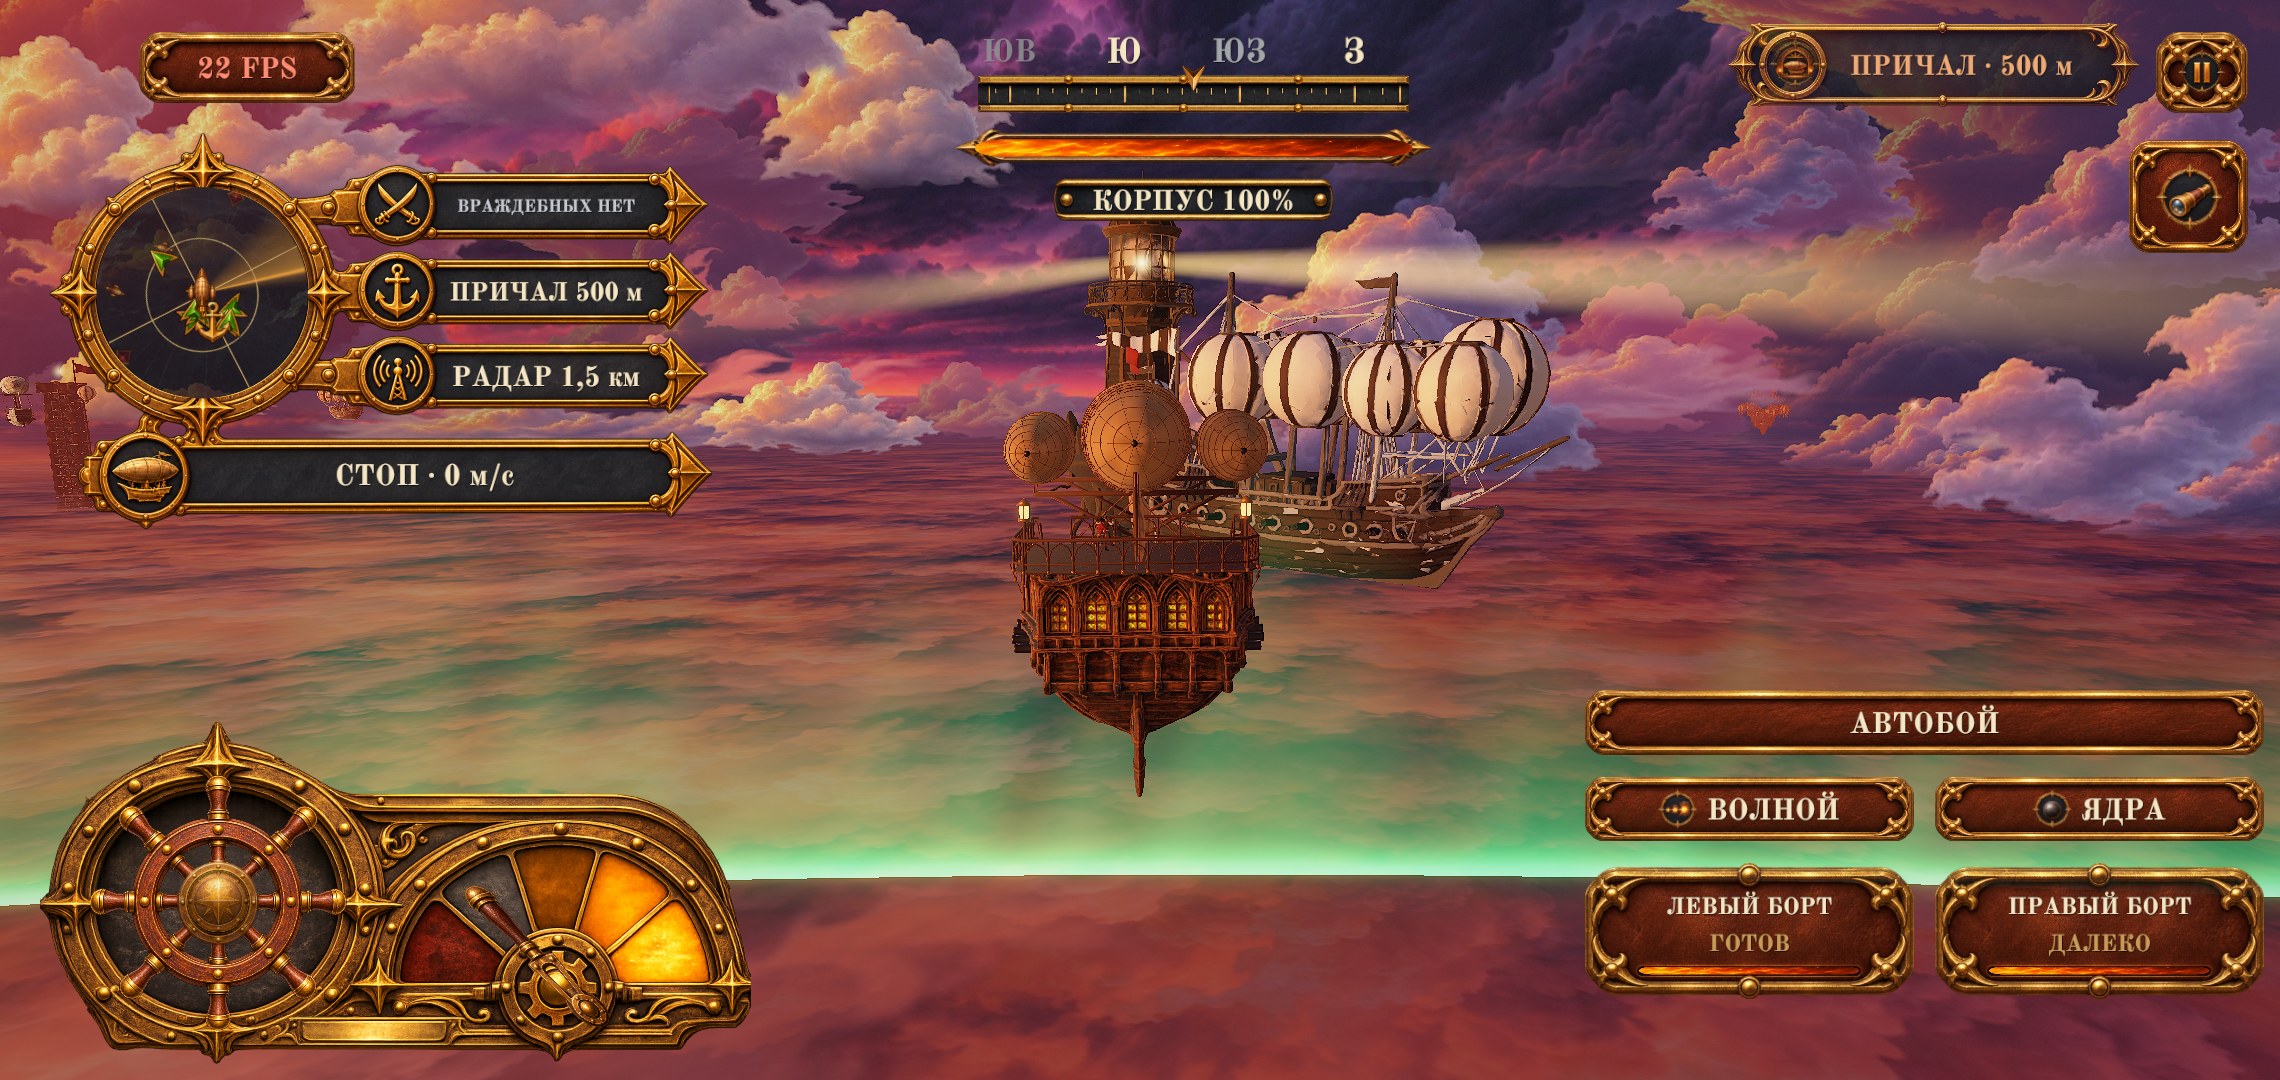 22 FPS
ЮВ Ю ЮЗ З
ПРИЧАЛ · 500 м
КОРПУС 100%
ВРАЖДЕБНЫХ НЕТ
ПРИЧАЛ 500 м
РАДАР 1,5 км
СТОП · 0 м/с
АВТОБОЙ
ВОЛНОЙ
ЯДРА
ЛЕВЫЙ БОРТ
ГОТОВ
ПРАВЫЙ БОРТ
ДАЛЕКО